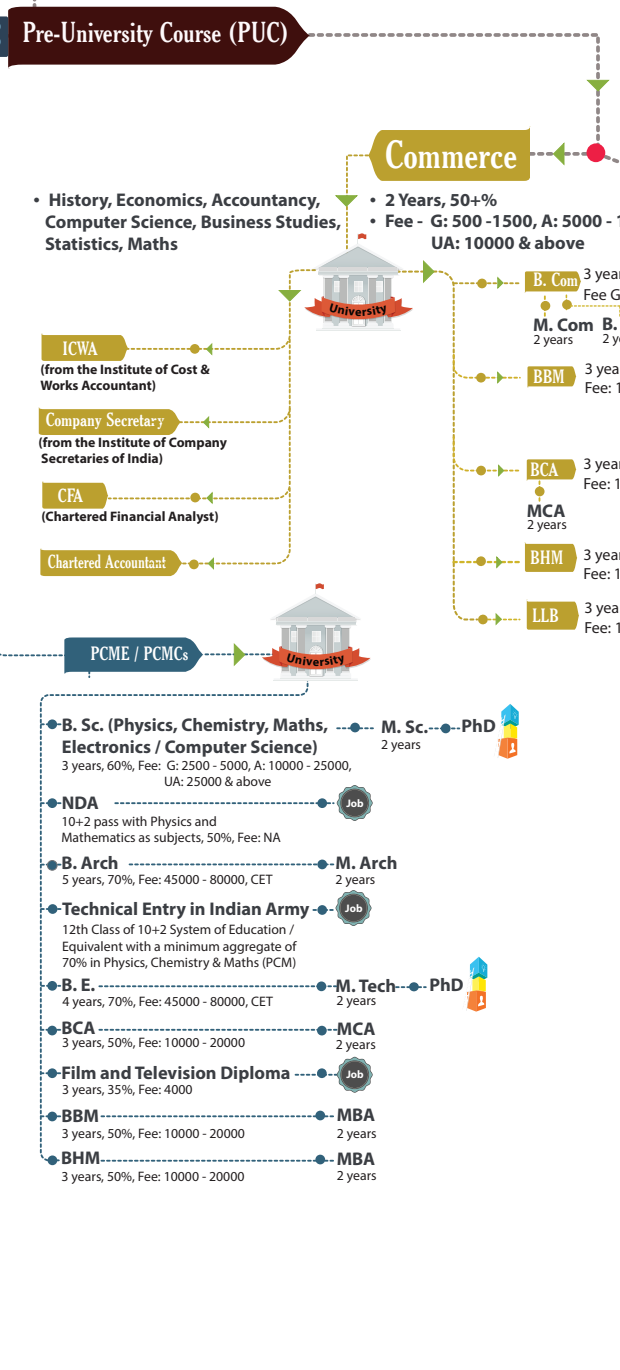 Pre-University Course (PUC)
Commerce
• History, Economics, Accountancy,
Computer Science, Business Studies,
Statistics, Maths
• 2 Years, 50+%
• Fee - G: 500 -1500, A: 5000 -
UA: 10000 & above
University
B. Com
3 year
Fee G
M. Com
2 years
B.
2
ICWA
(from the Institute of Cost &
Works Accountant)
BBM
3 yea
Fee: 1
Company Secretary
(from the Institute of Company
Secretaries of India)
BCA
3 year
Fee: 1
MCA
2 years
CFA
(Chartered Financial Analyst)
Chartered Accountant
BHM
3 year
Fee: 1
LLB
3 yea
Fee: 1
PCME / PCMCs
University
B. Sc. (Physics, Chemistry, Maths,
Electronics / Computer Science)
3 years, 60%, Fee: G: 2500 - 5000, A: 10000 - 25000,
UA: 25000 & above
M. Sc.
2 years
PhD
NDA
10+2 pass with Physics and
Mathematics as subjects, 50%, Fee: NA
Job
B. Arch
5 years, 70%, Fee: 45000 - 80000, CET
M. Arch
2 years
Technical Entry in Indian Army
12th Class of 10+2 System of Education /
Equivalent with a minimum aggregate of
70% in Physics, Chemistry & Maths (PCM)
Job
B. E.
4 years, 70%, Fee: 45000 - 80000, CET
M. Tech
2 years
PhD
BCA
3 years, 50%, Fee: 10000 - 20000
MCA
2 years
Film and Television Diploma
3 years, 35%, Fee: 4000
Job
BBM
3 years, 50%, Fee: 10000 - 20000
MBA
2 years
BHM
3 years, 50%, Fee: 10000 - 20000
MBA
2 years